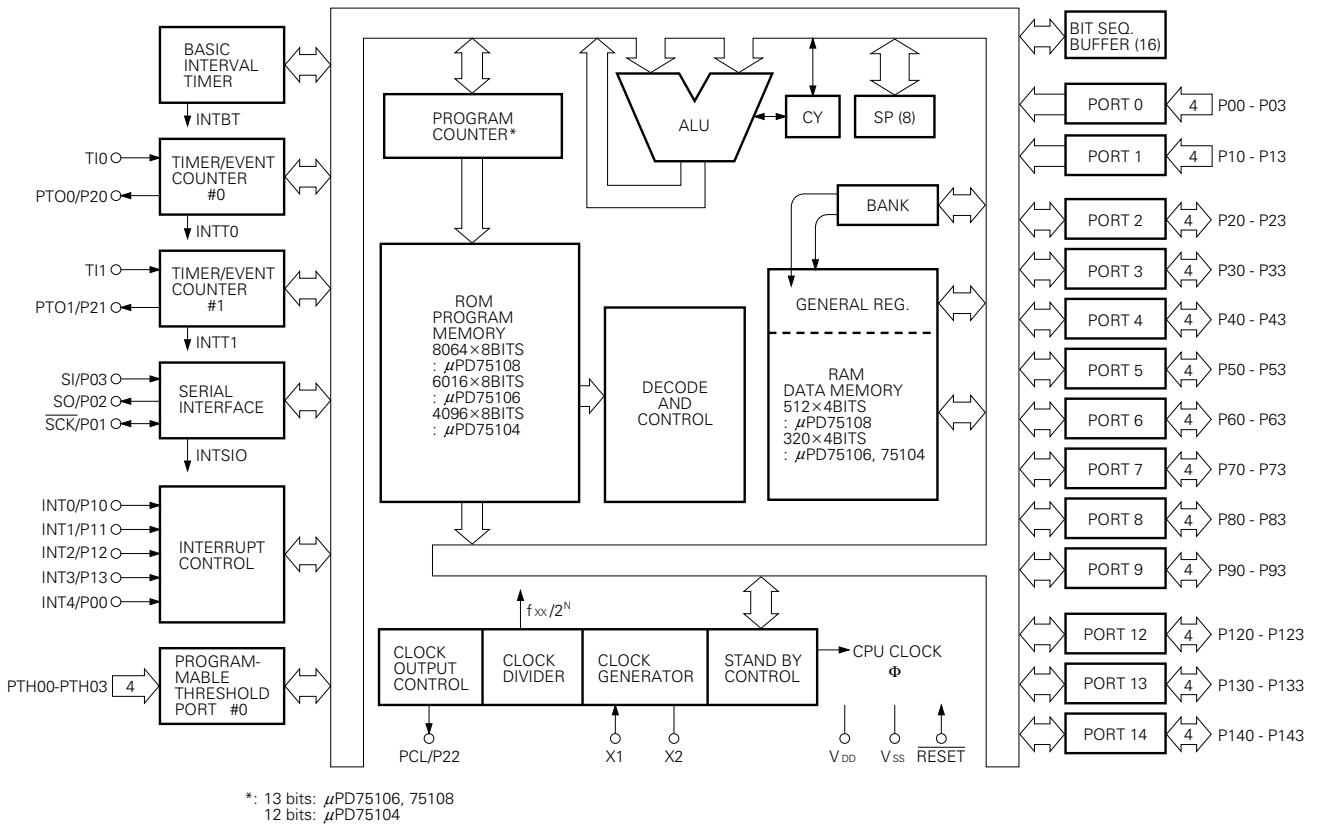 BASIC
INTERVAL
TIMER
INTBT
TI0
PTO0/P20
TIMER/EVENT
COUNTER
#0
INTT0
TI1
PTO1/P21
TIMER/EVENT
COUNTER
#1
INTT1
SI/P03
SO/P02
SCK/P01
SERIAL
INTERFACE
INTSIO
INT0/P10
INT1/P11
INT2/P12
INT3/P13
INT4/P00
INTERRUPT
CONTROL
PTH00-PTH03
4
PROGRAM-
MABLE
THRESHOLD
PORT #0
PROGRAM
COUNTER*
ALU
CY
SP (8)
BANK
ROM
PROGRAM
MEMORY
8064×8BITS
: μPD75108
6016×8BITS
: μPD75106
4096×8BITS
: μPD75104
DECODE
AND
CONTROL
GENERAL REG.
RAM
DATA MEMORY
512×4BITS
: μPD75108
320×4BITS
: μPD75106, 75104
fxx/2^N
CLOCK
OUTPUT
CONTROL
CLOCK
DIVIDER
CLOCK
GENERATOR
STAND BY
CONTROL
CPU CLOCK
Φ
PCL/P22
X1
X2
VDD
VSS
RESET
BIT SEQ.
BUFFER (16)
PORT 0 4 P00 - P03
PORT 1 4 P10 - P13
PORT 2 4 P20 - P23
PORT 3 4 P30 - P33
PORT 4 4 P40 - P43
PORT 5 4 P50 - P53
PORT 6 4 P60 - P63
PORT 7 4 P70 - P73
PORT 8 4 P80 - P83
PORT 9 4 P90 - P93
PORT 12 4 P120 - P123
PORT 13 4 P130 - P133
PORT 14 4 P140 - P143
*: 13 bits: μPD75106, 75108
12 bits: μPD75104